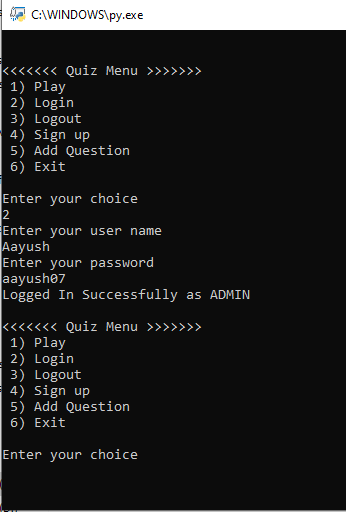 C:\WINDOWS\py.exe
<<<<<<< Quiz Menu >>>>>>>
1) Play
2) Login
3) Logout
4) Sign up
5) Add Question
6) Exit
Enter your choice
2
Enter your user name
Aayush
Enter your password
aayush07
Logged In Successfully as ADMIN
<<<<<<< Quiz Menu >>>>>>>
1) Play
2) Login
3) Logout
4) Sign up
5) Add Question
6) Exit
Enter your choice